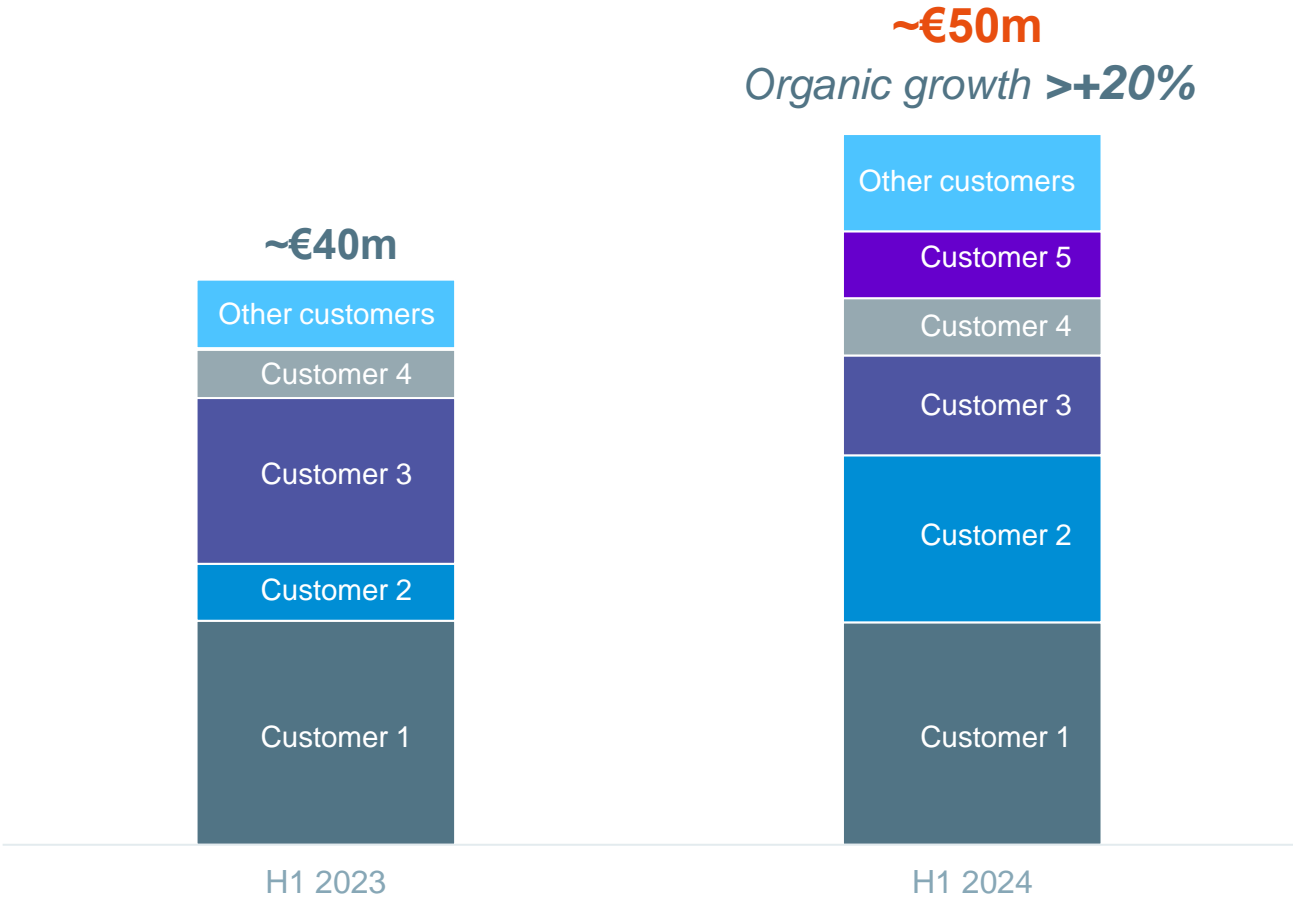 ~€50m
Organic growth >+20%
~€40m
Other customers
Customer 4
Customer 3
Customer 2
Customer 1
H1 2023
Other customers
Customer 5
Customer 4
Customer 3
Customer 2
Customer 1
H1 2024